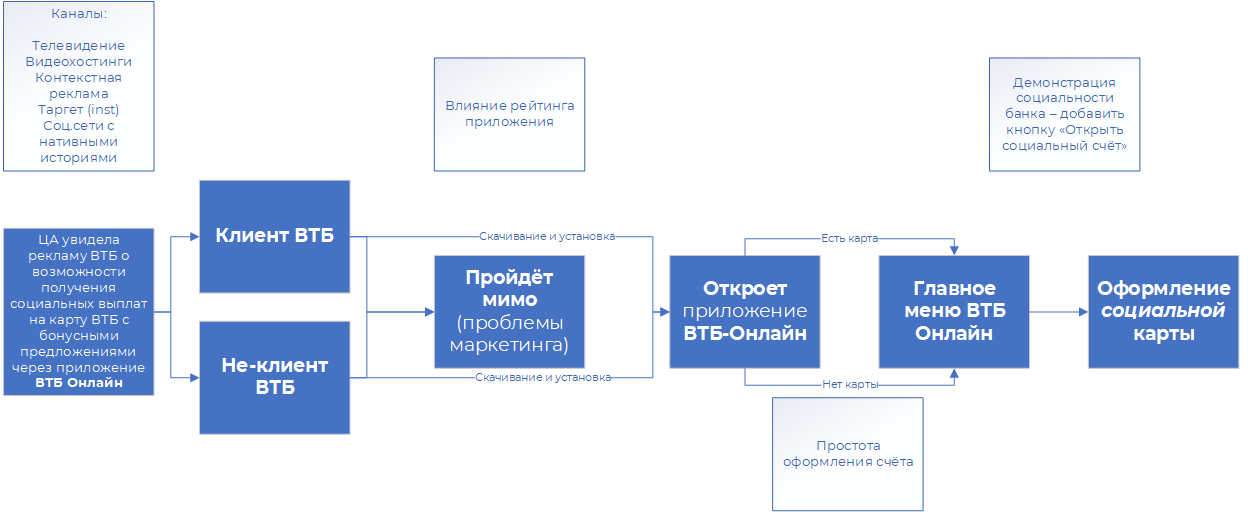 Каналы:
Телевидение
Видеохостинги
Контекстная
реклама
Таргет (inst)
Соц.сети с
нативными
историями
Влияние рейтинга
приложения
Демонстрация
социальности
банка – добавить
кнопку «Открыть
социальный счёт»
ЦА увидела
рекламу ВТБ о
возможности
получения
социальных выплат
на карту ВТБ с
бонусными
предложениями
через приложение
ВТБ Онлайн
Клиент ВТБ
Не-клиент
ВТБ
Скачивание и установка
Пройдёт
мимо
(проблемы
маркетинга)
Скачивание и установка
Откроет
приложение
ВТБ-Онлайн
Есть карта
Нет карты
Главное
меню ВТБ
Онлайн
Оформление
социальной
карты
Простота
оформления счёта